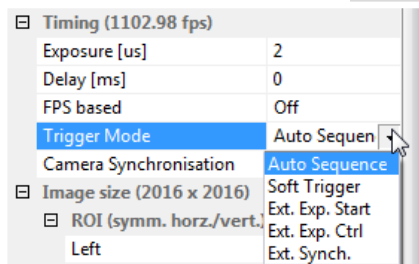 Timing (1102.98 fps)
Exposure [us] 2
Delay [ms] 0
FPS based Off
Trigger Mode Auto Sequen
Camera Synchronisation Auto Sequence
Image size (2016 x 2016) Soft Trigger
Ext. Exp. Start
ROI (symm. horz./vert.) Ext. Exp. Ctrl
Left Ext. Synch.